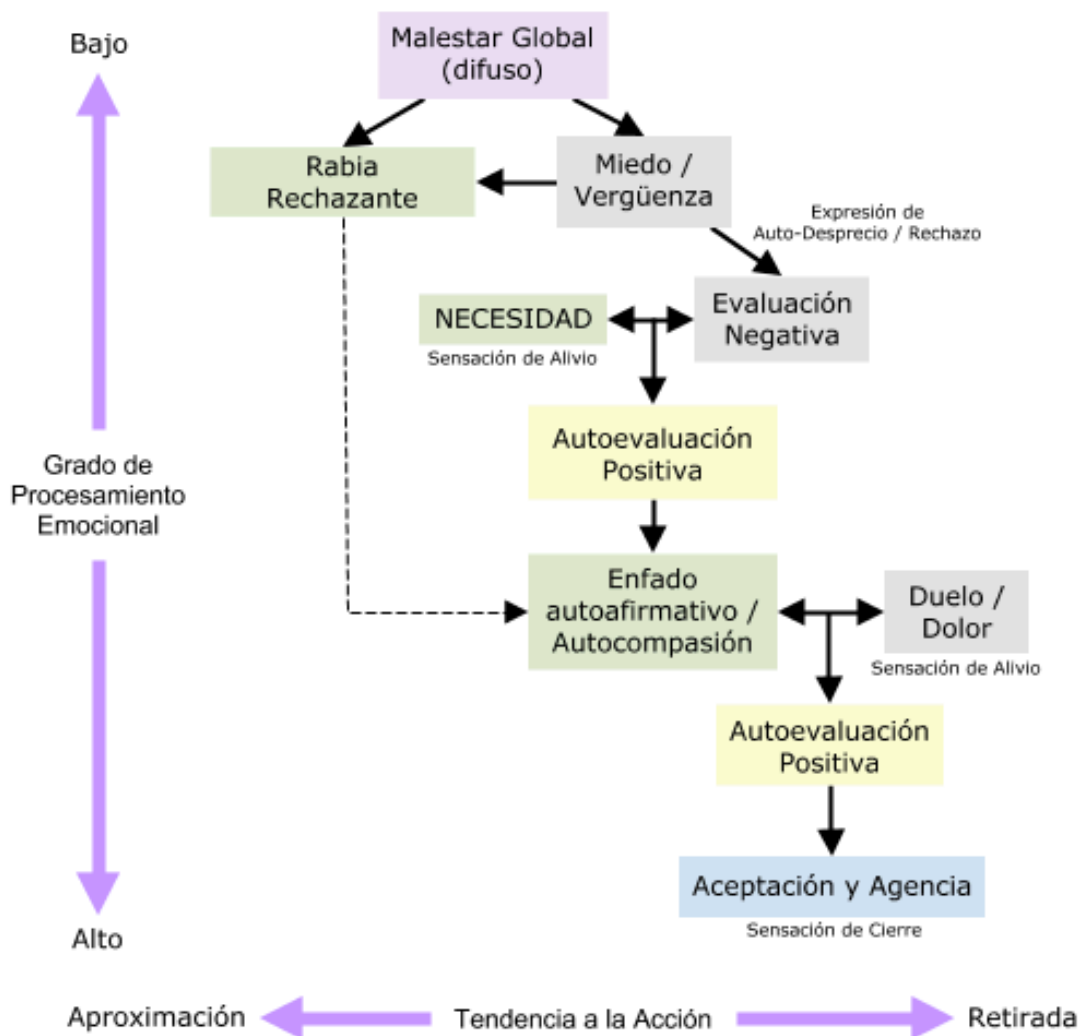 Bajo
Malestar Global
(difuso)
Rabia
Rechazante
Miedo /
Vergüenza
Expresión de
Auto-Desprecio / Rechazo
NECESIDAD
Sensación de Alivio
Evaluación
Negativa
Autoevaluación
Positiva
Grado de
Procesamiento
Emocional
Enfado
autoafirmativo /
Autocompasión
Duelo /
Dolor
Sensación de Alivio
Autoevaluación
Positiva
Aceptación y Agencia
Sensación de Cierre
Alto
Aproximación
Tendencia a la Acción
Retirada